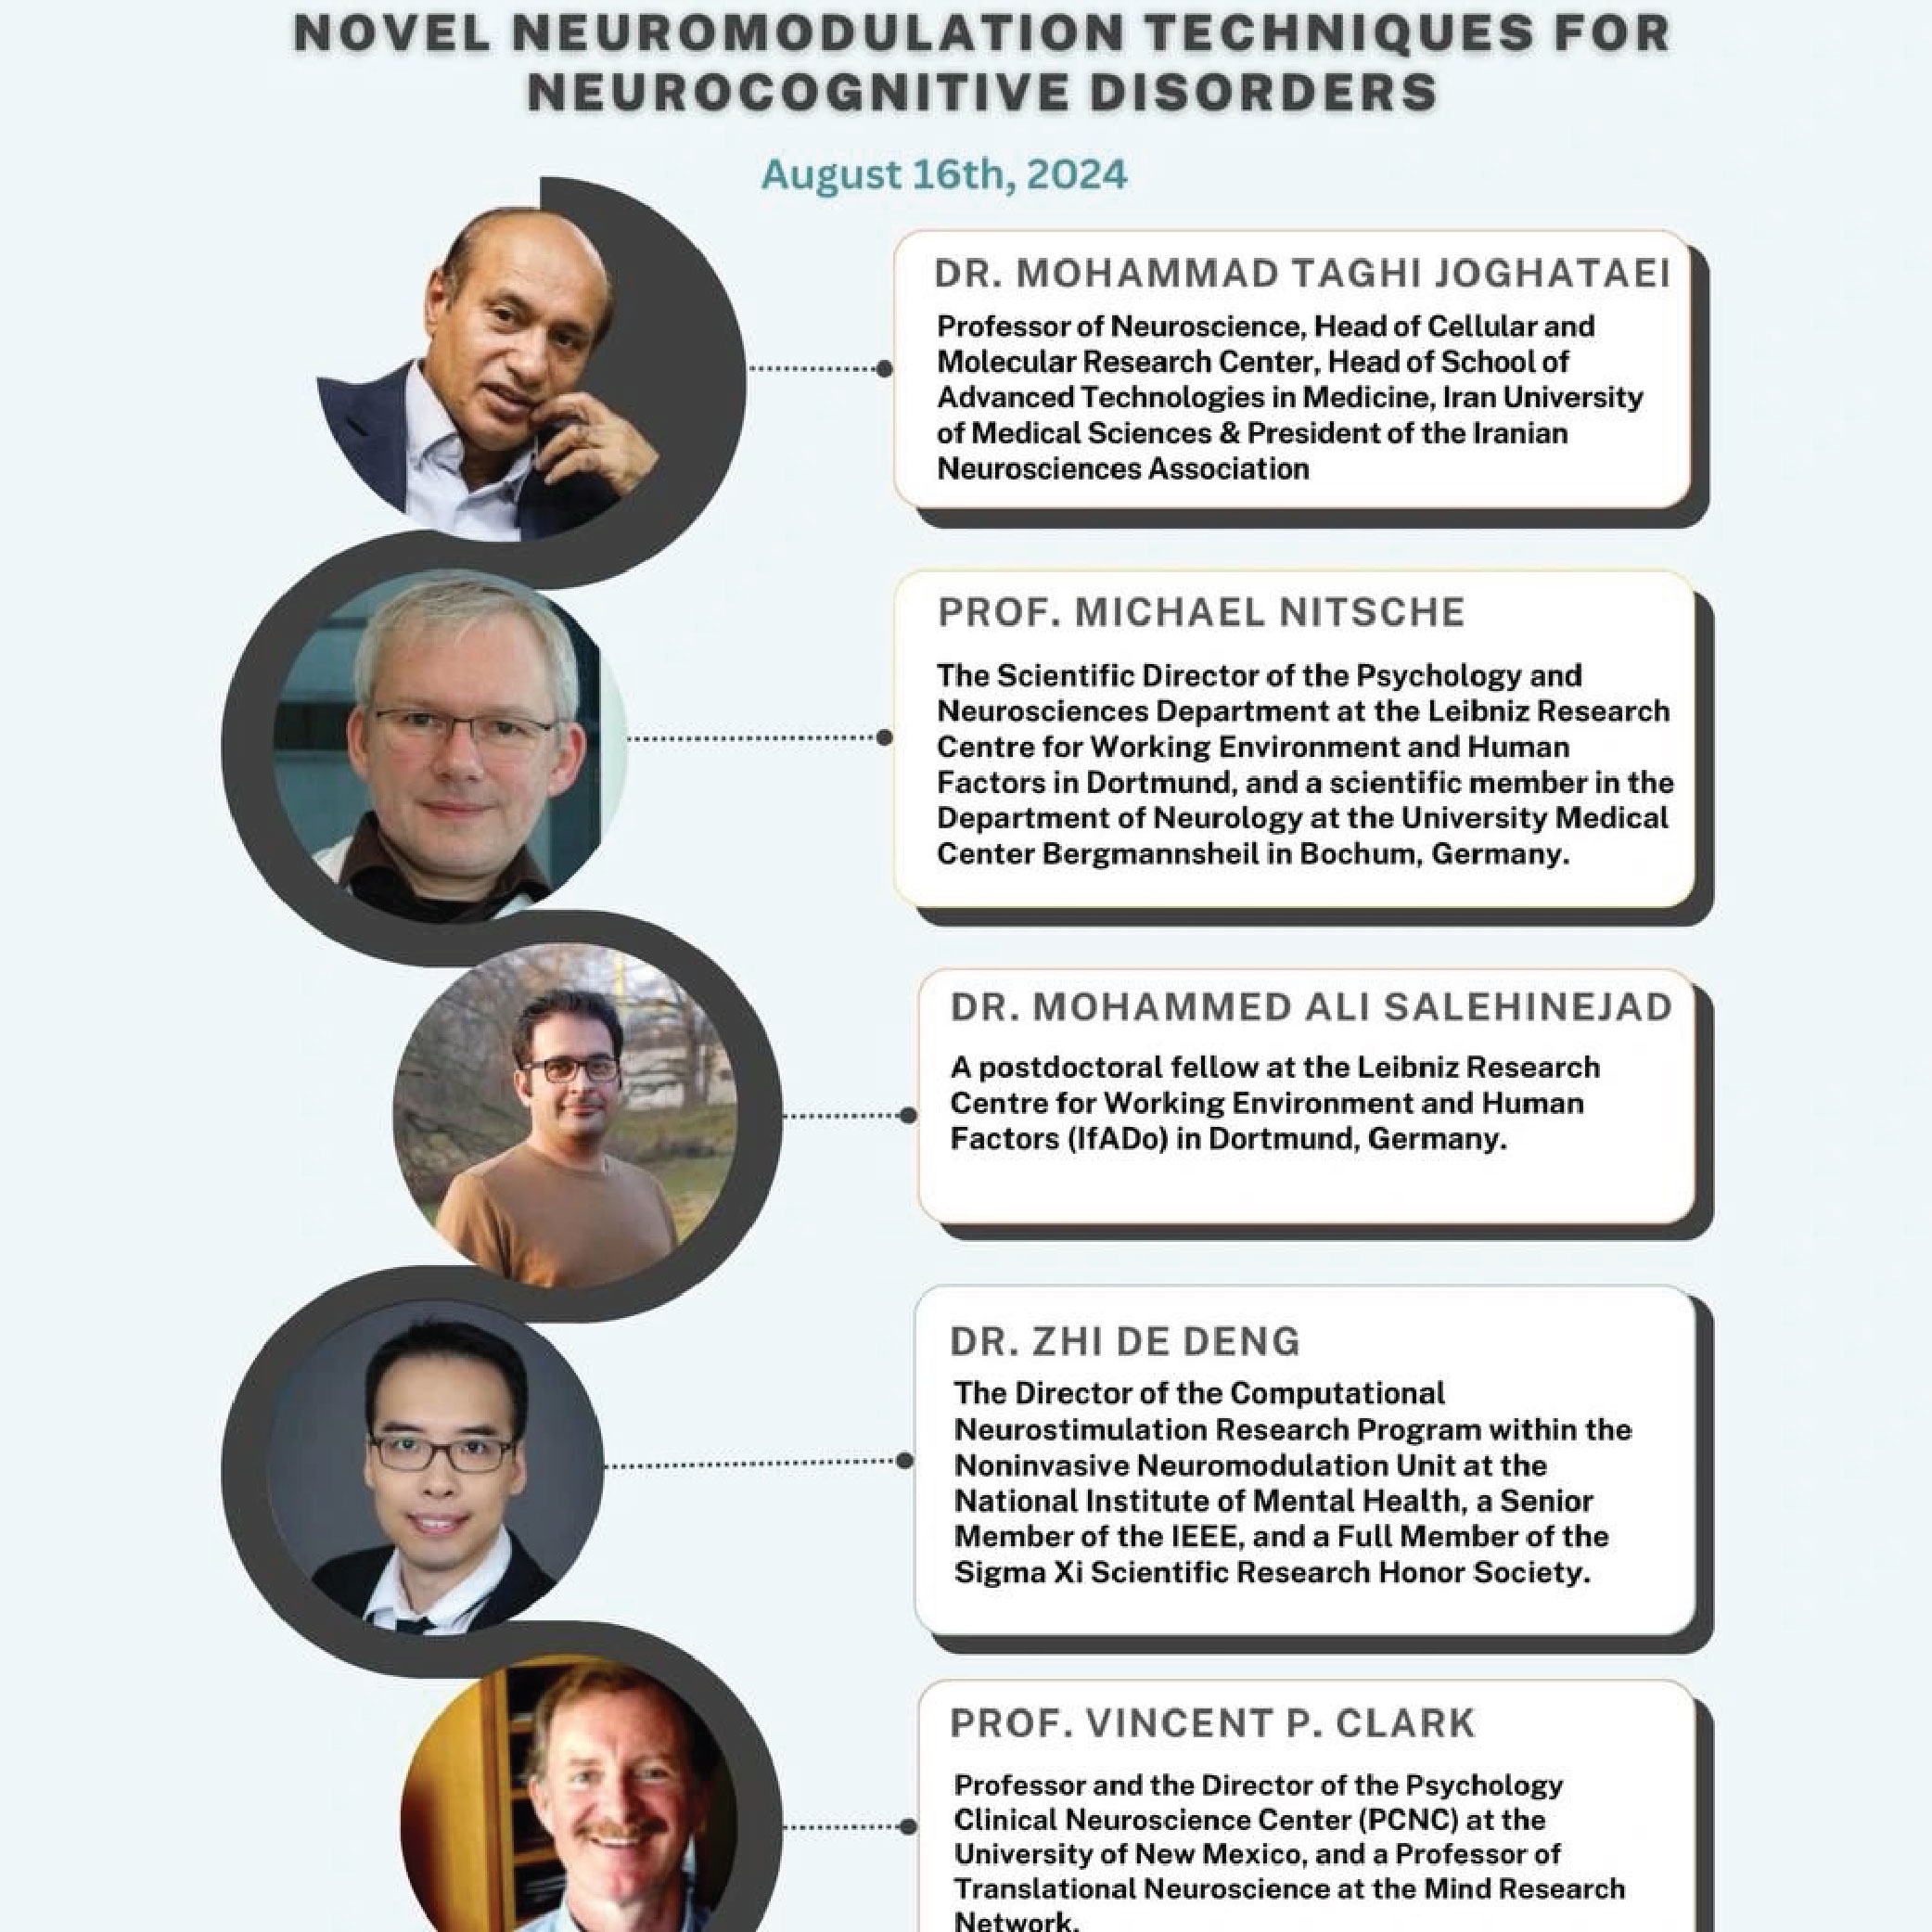 NOVEL NEUROMODULATION TECHNIQUES FOR
NEUROCOGNITIVE DISORDERS
August 16th, 2024
DR. MOHAMMAD TAGHI JOGHATAEI
Professor of Neuroscience, Head of Cellular and
Molecular Research Center, Head of School of
Advanced Technologies in Medicine, Iran University
of Medical Sciences & President of the Iranian
Neurosciences Association
PROF. MICHAEL NITSCHE
The Scientific Director of the Psychology and
Neurosciences Department at the Leibniz Research
Centre for Working Environment and Human
Factors in Dortmund, and a scientific member in the
Department of Neurology at the University Medical
Center Bergmannsheil in Bochum, Germany.
DR. MOHAMMED ALI SALEHINEJAD
A postdoctoral fellow at the Leibniz Research
Centre for Working Environment and Human
Factors (IfADo) in Dortmund, Germany.
DR. ZHI DE DENG
The Director of the Computational
Neurostimulation Research Program within the
Noninvasive Neuromodulation Unit at the
National Institute of Mental Health, a Senior
Member of the IEEE, and a Full Member of the
Sigma Xi Scientific Research Honor Society.
PROF. VINCENT P. CLARK
Professor and the Director of the Psychology
Clinical Neuroscience Center (PCNC) at the
University of New Mexico, and a Professor of
Translational Neuroscience at the Mind Research
Network.